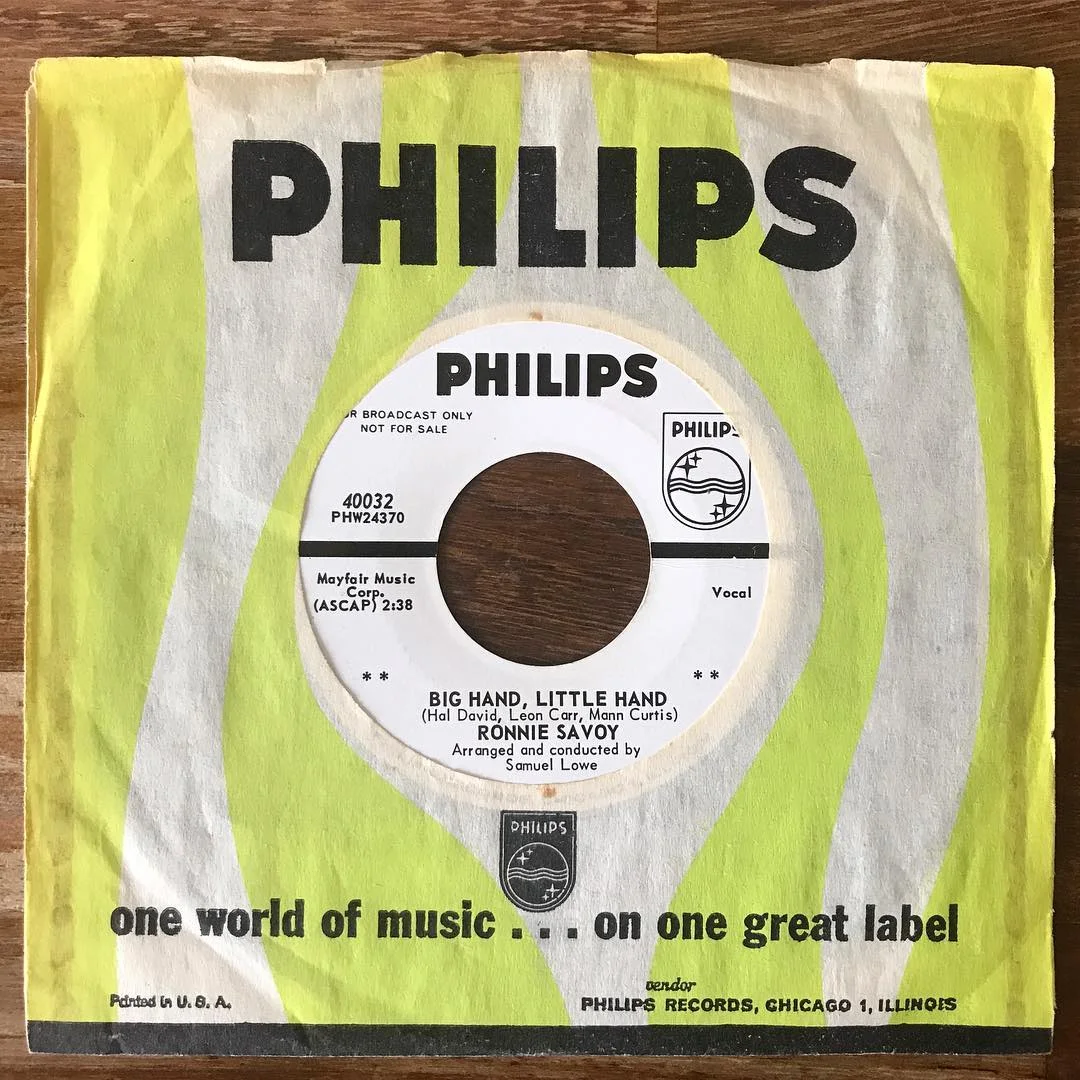 PHILIPS
PHILIPS
OR BROADCAST ONLY
NOT FOR SALE
PHILIPS
40032
PHW24370
Mayfair Music
Corp.
(ASCAP) 2:38
Vocal
** **
BIG HAND, LITTLE HAND
(Hal David, Leon Carr, Mann Curtis)
RONNIE SAVOY
Arranged and conducted by
Samuel Lowe
PHILIPS
one world of music . . . on one great label
Printed in U. S. A.
vendor
PHILIPS RECORDS, CHICAGO 1, ILLINOIS